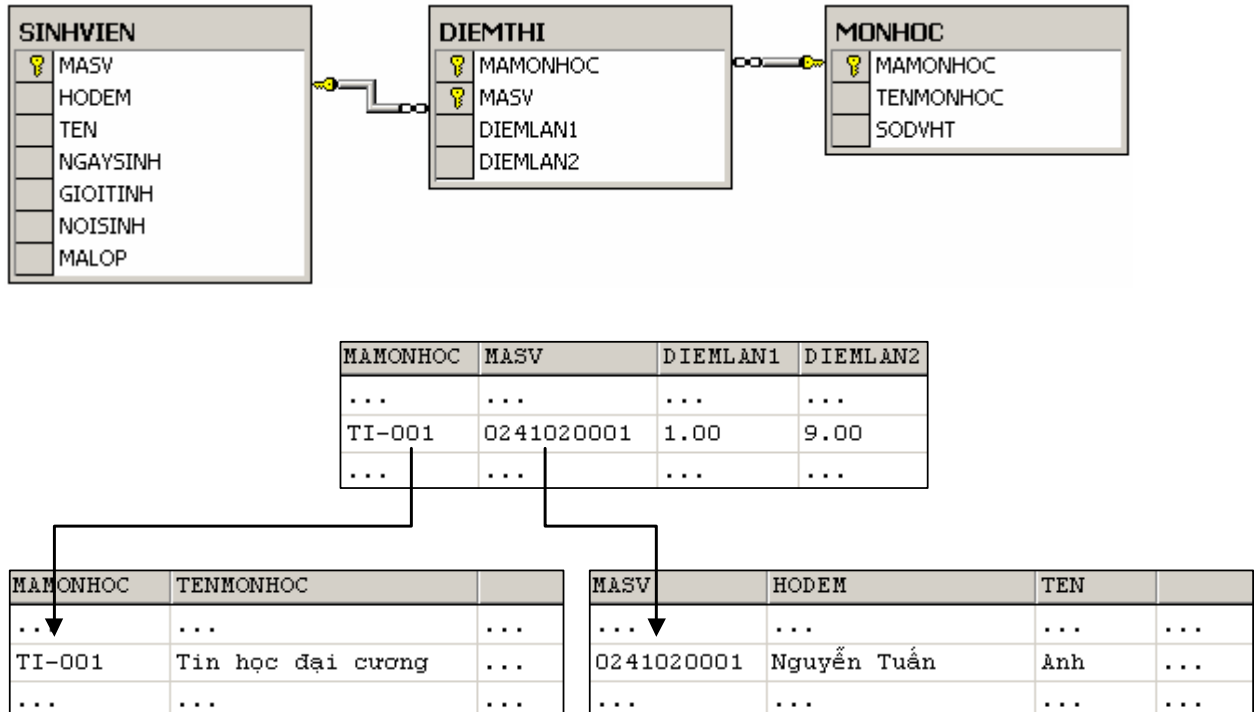 SINHVIEN
MASV
HODEM
TEN
NGAYSINH
GIOITINH
NOISINH
MALOP
DIEMTHI
MAMONHOC
MASV
DIEMLAN1
DIEMLAN2
MONHOC
MAMONHOC
TENMONHOC
SODVHT
MAMONHOC MASV DIEMLAN1 DIEMLAN2
... ... ... ...
TI-001 0241020001 1.00 9.00
... ... ... ...
MAMONHOC TENMONHOC
... ... ...
TI-001 Tin học đại cương ...
... ... ...
MASV HODEM TEN
... ... ... ...
0241020001 Nguyễn Tuấn Anh ...
... ... ... ...